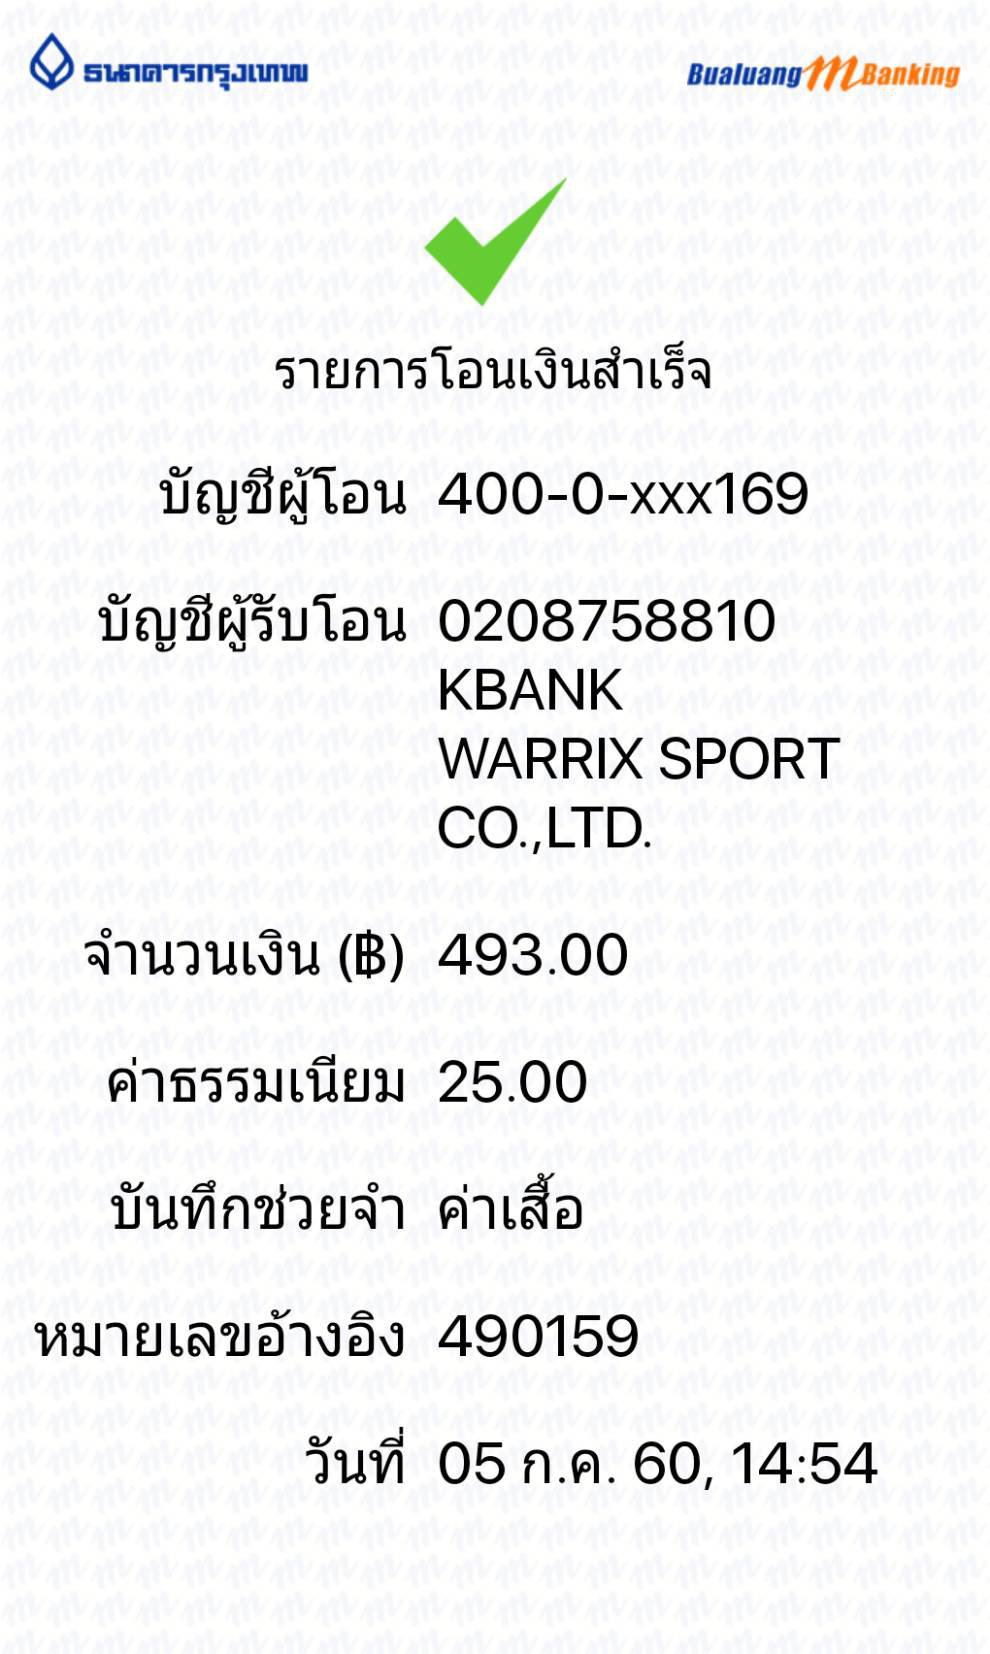 ธนาคารกรุงเทพ
Bualuang mBanking
รายการโอนเงินสำเร็จ
บัญชีผู้โอน 400-0-xxx169
บัญชีผู้รับโอน 0208758810
KBANK
WARRIX SPORT
CO.,LTD.
จำนวนเงิน (฿) 493.00
ค่าธรรมเนียม 25.00
บันทึกช่วยจำ ค่าเสื้อ
หมายเลขอ้างอิง 490159
วันที่ 05 ก.ค. 60, 14:54